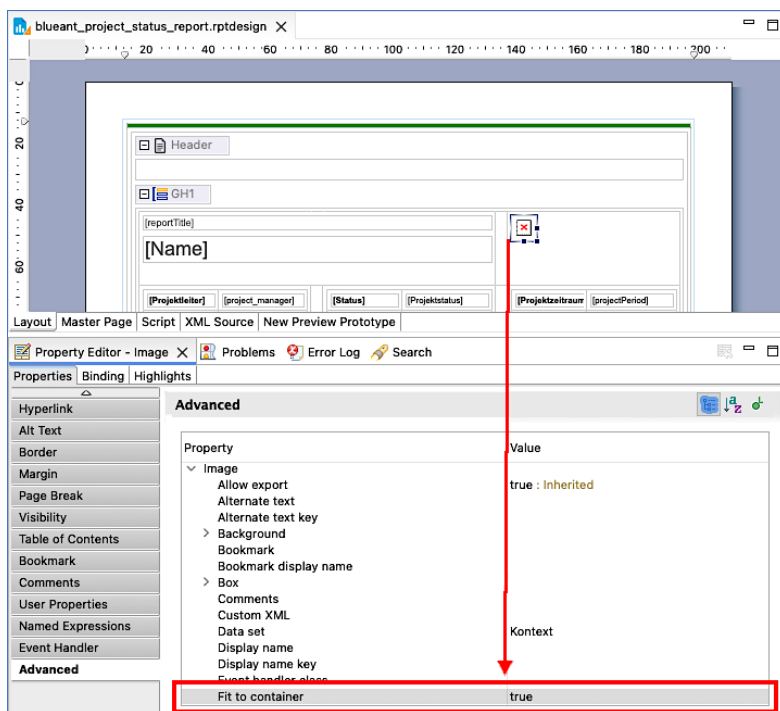 blueant_project_status_report.rptdesign
20 40 60 80 100 120 140 160 180 200
0
20
40
60
Header
GH1
[reportTitle]
[Name]
[Projektleiter] [project_manager] [Status] [Projektstatus] [Projektzeitraum [projectPeriod]
Layout Master Page Script XML Source New Preview Prototype
Property Editor - Image Problems Error Log Search
Properties Binding Highlights
Hyperlink
Alt Text
Border
Margin
Page Break
Visibility
Table of Contents
Bookmark
Comments
User Properties
Named Expressions
Event Handler
Advanced
Advanced
Property Value
Image
Allow export true : Inherited
Alternate text
Alternate text key
Background
Bookmark
Bookmark display name
Box
Comments
Custom XML
Data set Kontext
Display name
Display name key
Event handler class
Fit to container true